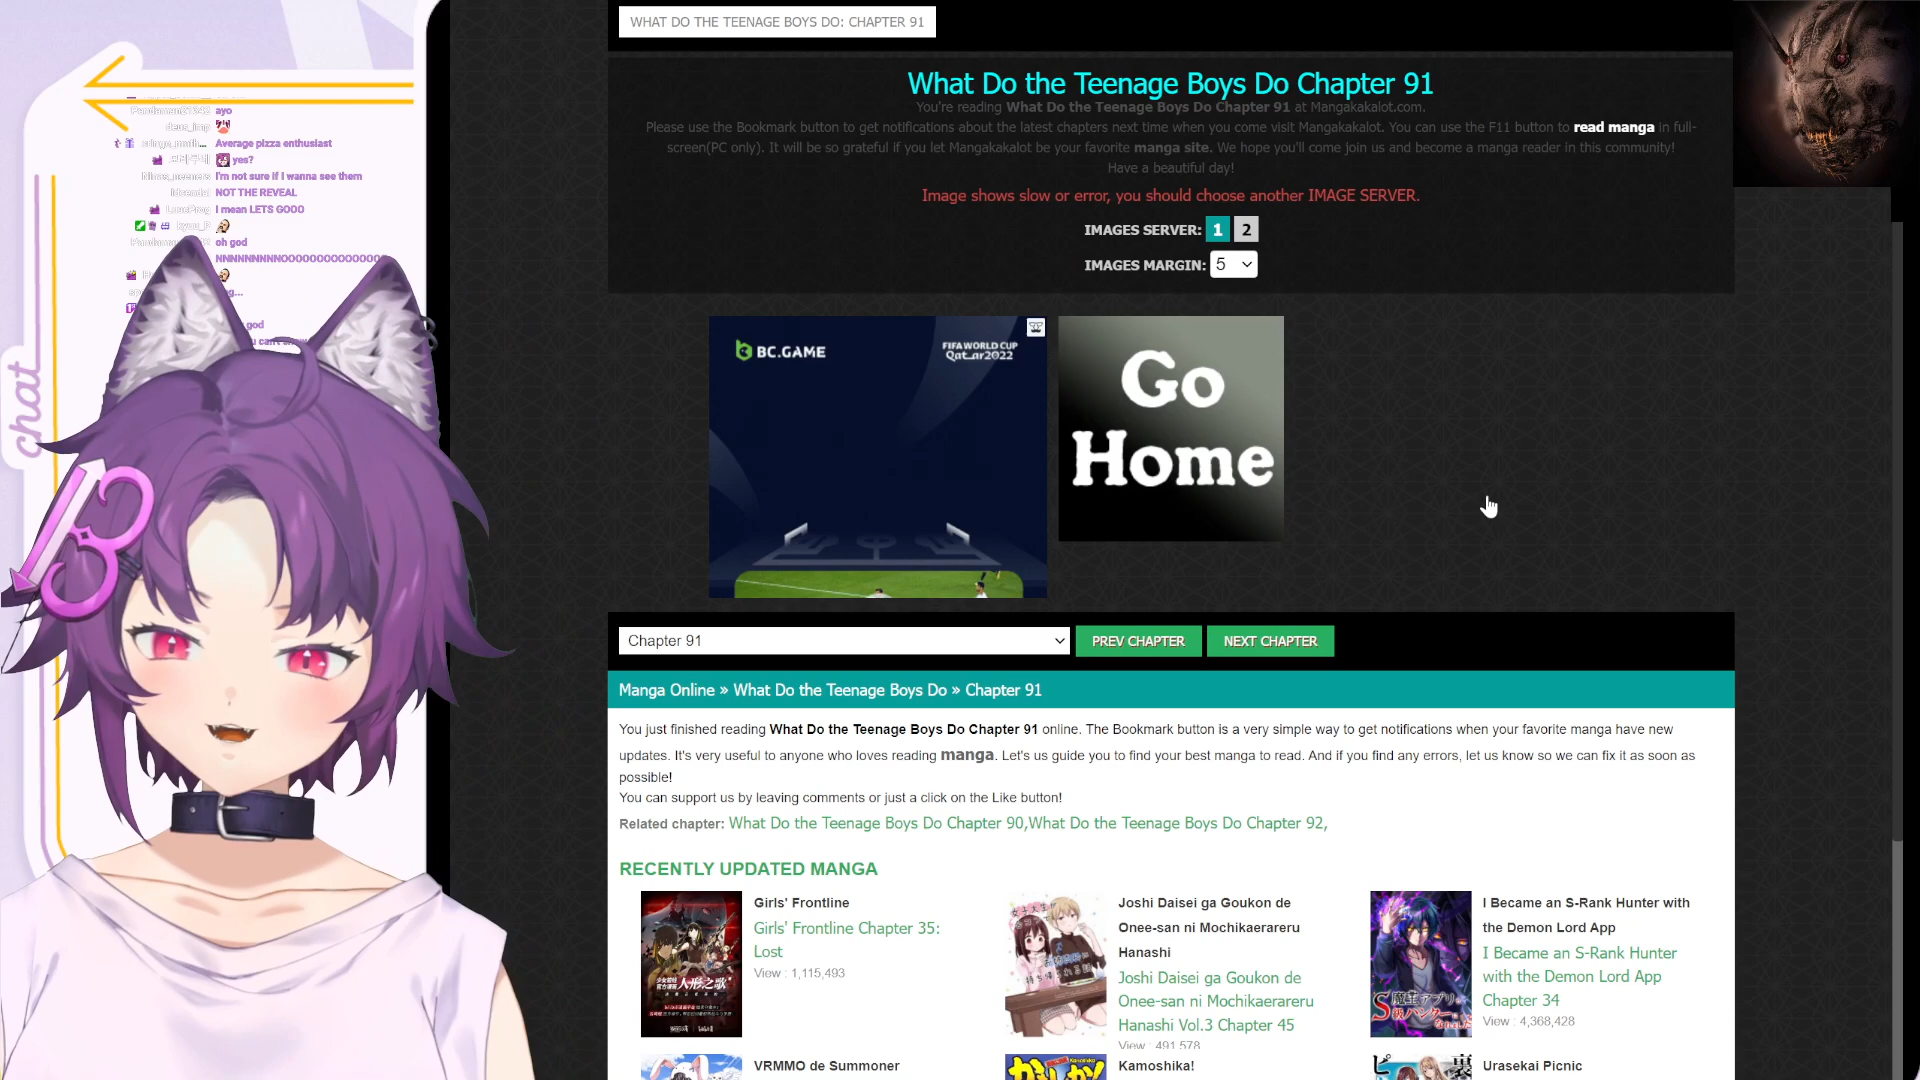 WHAT DO THE TEENAGE BOYS DO: CHAPTER 91
What Do the Teenage Boys Do Chapter 91
You're reading What Do the Teenage Boys Do Chapter 91 at Mangakakalot.com.
Please use the Bookmark button to get notifications about the latest chapters next time when you come visit Mangakakalot. You can use the F11 button to read manga in full-
screen(PC only). It will be so grateful if you let Mangakakalot be your favorite manga site. We hope you'll come join us and become a manga reader in this community!
Have a beautiful day!
Image shows slow or error, you should choose another IMAGE SERVER.
IMAGES SERVER: 1 2
IMAGES MARGIN: 5
ayo
deus_imp
Average pizza enthusiast
yes?
I'm not sure if I wanna see them
NOT THE REVEAL
I mean LETS GOOO
kyuu_P
oh god
NNNNNNNNNOOOOOOOOOOOOOO
god
chat
BC.GAME
FIFA WORLD CUP
Qatar2022
Go
Home
Chapter 91
PREV CHAPTER
NEXT CHAPTER
Manga Online » What Do the Teenage Boys Do » Chapter 91
You just finished reading What Do the Teenage Boys Do Chapter 91 online. The Bookmark button is a very simple way to get notifications when your favorite manga have new
updates. It's very useful to anyone who loves reading manga. Let's us guide you to find your best manga to read. And if you find any errors, let us know so we can fix it as soon as
possible!
You can support us by leaving comments or just a click on the Like button!
Related chapter: What Do the Teenage Boys Do Chapter 90,What Do the Teenage Boys Do Chapter 92,
RECENTLY UPDATED MANGA
Girls' Frontline
Girls' Frontline Chapter 35:
Lost
View : 1,115,493
Joshi Daisei ga Goukon de
Onee-san ni Mochikaerareru
Hanashi
Joshi Daisei ga Goukon de
Onee-san ni Mochikaerareru
Hanashi Vol.3 Chapter 45
View : 491,578
I Became an S-Rank Hunter with
the Demon Lord App
I Became an S-Rank Hunter
with the Demon Lord App
Chapter 34
View : 4,368,428
VRMMO de Summoner
Kamoshika!
Urasekai Picnic